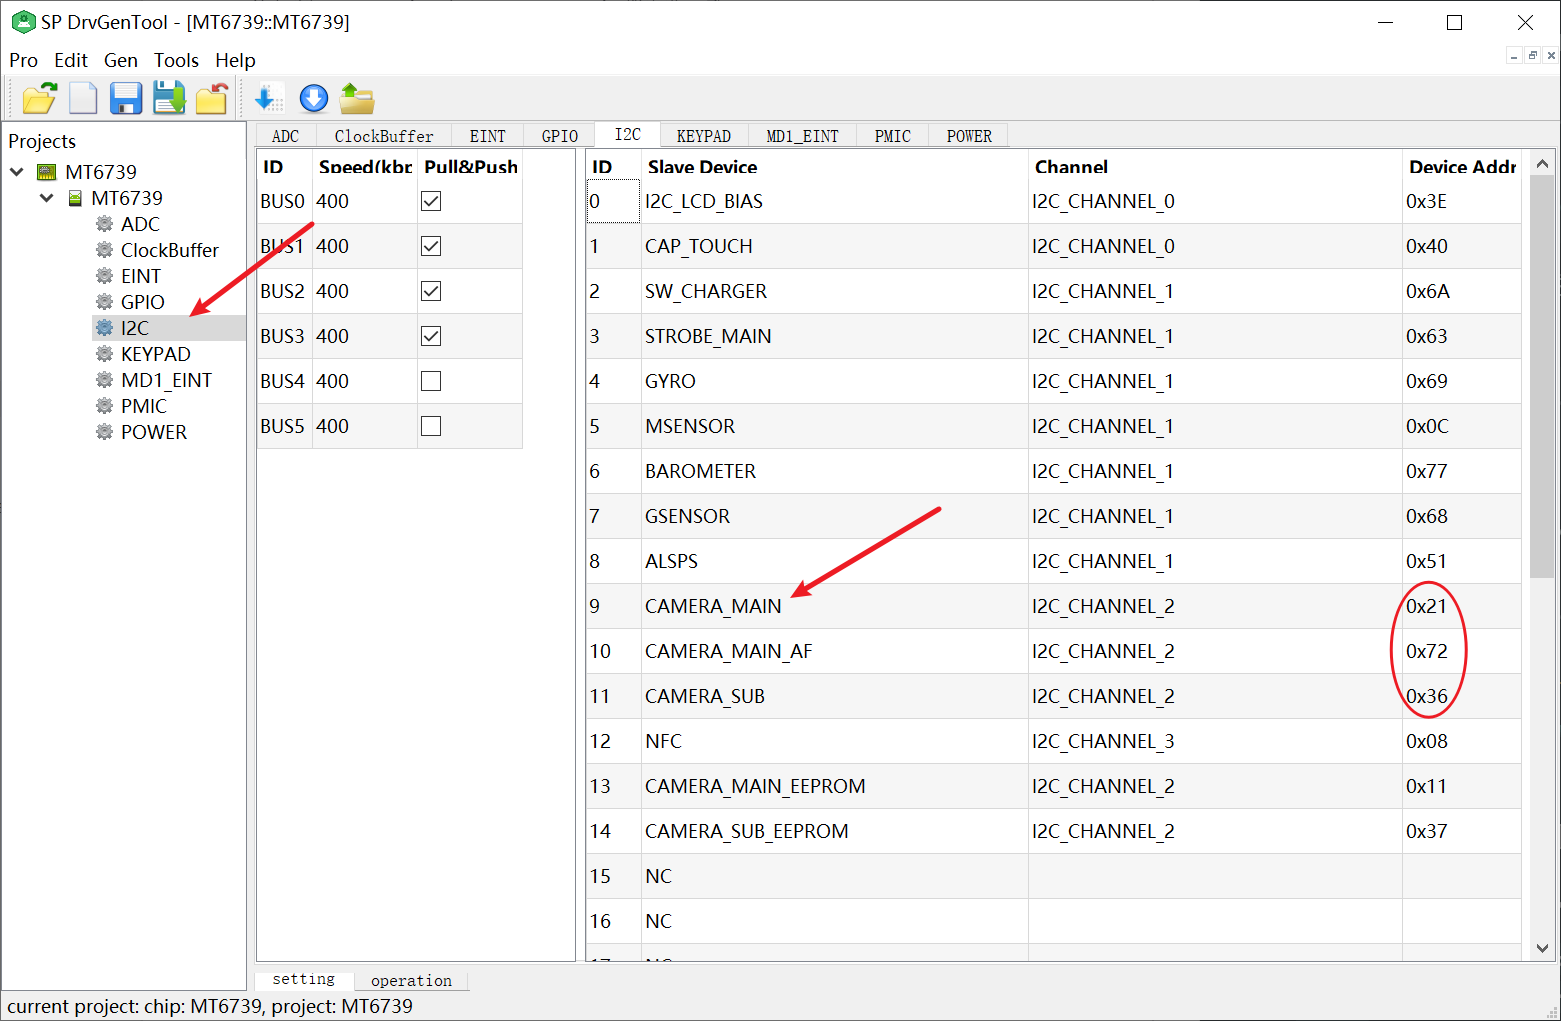 SP DrvGenTool - [MT6739::MT6739]
Pro Edit Gen Tools Help
Projects
MT6739
MT6739
ADC
ClockBuffer
EINT
GPIO
I2C
KEYPAD
MD1_EINT
PMIC
POWER
ADC ClockBuffer EINT GPIO I2C KEYPAD MD1_EINT PMIC POWER
ID Speed(kbp Pull&Push
BUS0 400
BUS1 400
BUS2 400
BUS3 400
BUS4 400
BUS5 400
ID Slave Device Channel Device Addr
0 I2C_LCD_BIAS I2C_CHANNEL_0 0x3E
1 CAP_TOUCH I2C_CHANNEL_0 0x40
2 SW_CHARGER I2C_CHANNEL_1 0x6A
3 STROBE_MAIN I2C_CHANNEL_1 0x63
4 GYRO I2C_CHANNEL_1 0x69
5 MSENSOR I2C_CHANNEL_1 0x0C
6 BAROMETER I2C_CHANNEL_1 0x77
7 GSENSOR I2C_CHANNEL_1 0x68
8 ALSPS I2C_CHANNEL_1 0x51
9 CAMERA_MAIN I2C_CHANNEL_2 0x21
10 CAMERA_MAIN_AF I2C_CHANNEL_2 0x72
11 CAMERA_SUB I2C_CHANNEL_2 0x36
12 NFC I2C_CHANNEL_3 0x08
13 CAMERA_MAIN_EEPROM I2C_CHANNEL_2 0x11
14 CAMERA_SUB_EEPROM I2C_CHANNEL_2 0x37
15 NC
16 NC
setting operation
current project: chip: MT6739, project: MT6739